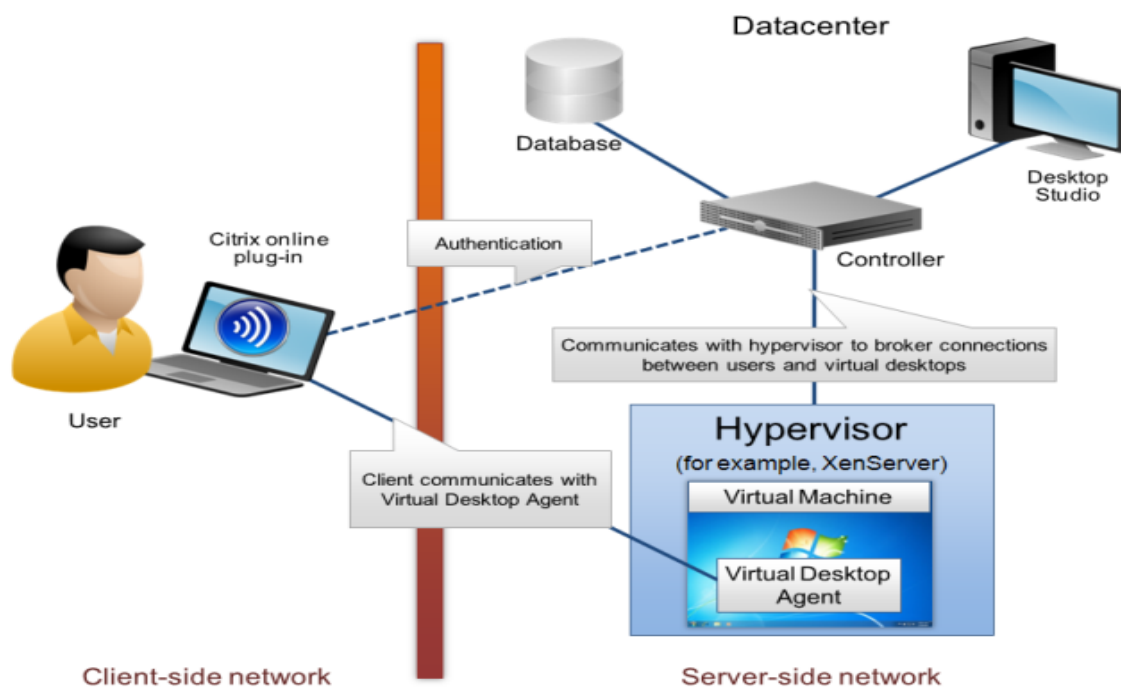 Datacenter
Database
Desktop
Studio
Citrix online
plug-in
Authentication
Controller
Communicates with hypervisor to broker connections
between users and virtual desktops
User
Hypervisor
(for example, XenServer)
Client communicates with
Virtual Desktop Agent
Virtual Machine
Virtual Desktop
Agent
Client-side network
Server-side network